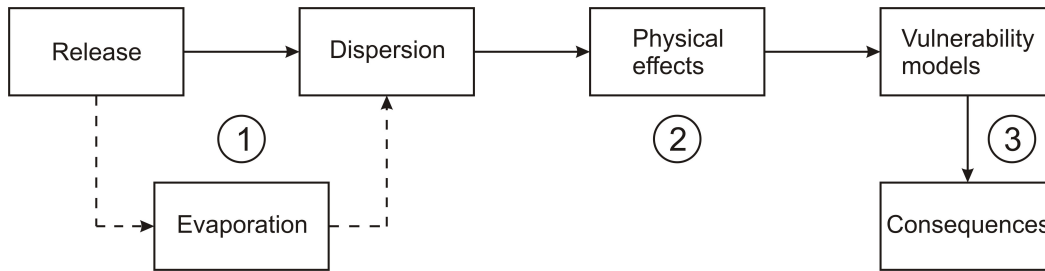 Release
Dispersion
Physical
effects
Vulnerability
models
1
2
3
Evaporation
Consequences